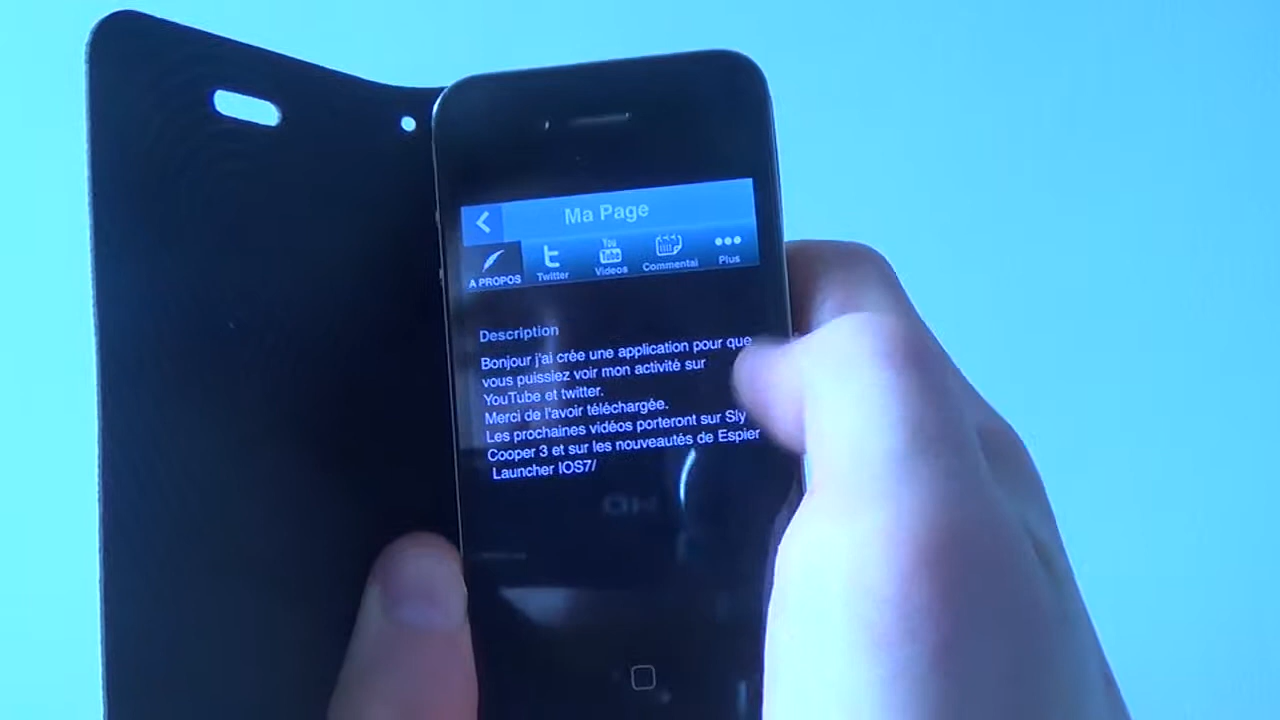 Ma Page
A PROPOS
Twitter
You
Tube
Videos
Commentai
Plus
Description
Bonjour j'ai crée une application pour que
vous puissiez voir mon activité sur
YouTube et twitter.
Merci de l'avoir téléchargée.
Les prochaines vidéos porteront sur Sly
Cooper 3 et sur les nouveautés de Espier
Launcher IOS7/